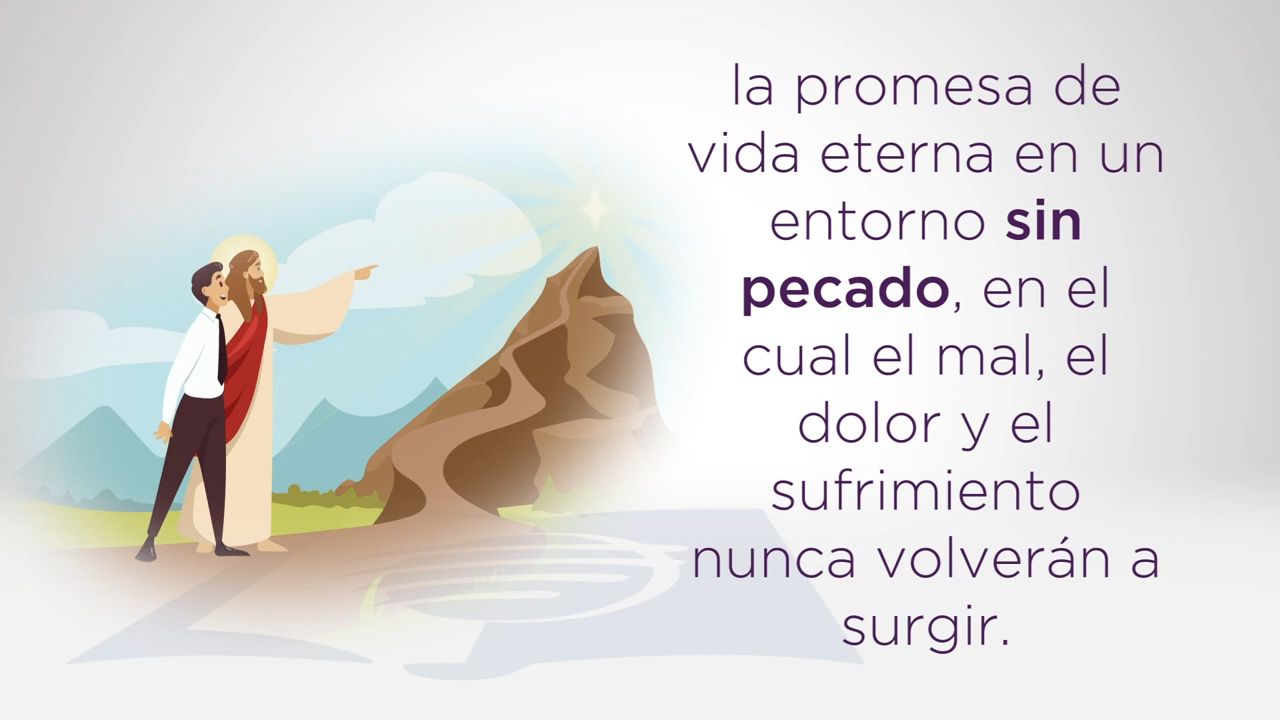 la promesa de
vida eterna en un
entorno sin
pecado, en el
cual el mal, el
dolor y el
sufrimiento
nunca volverán a
surgir.